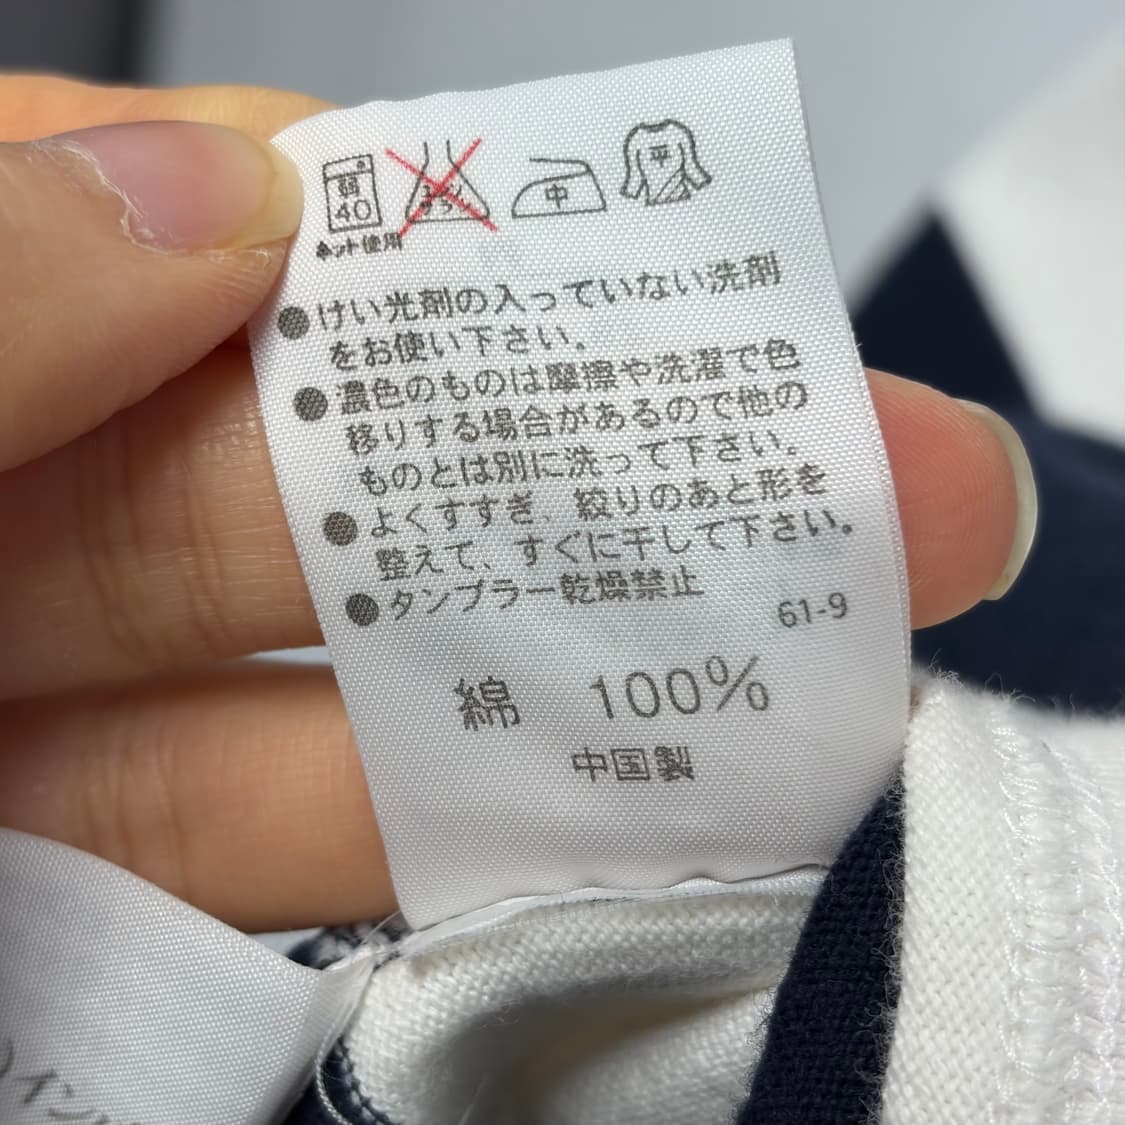 弱
40
ネット使用
エンソ
サラシ
中
平
●けい光剤の入っていない洗剤
をお使い下さい。
●濃色のものは摩擦や洗濯で色
移りする場合があるので他の
ものとは別に洗って下さい。
●よくすすぎ、絞りのあと形を
整えて、すぐに干して下さい。
●タンブラー乾燥禁止
61-9
綿 100%
中国製